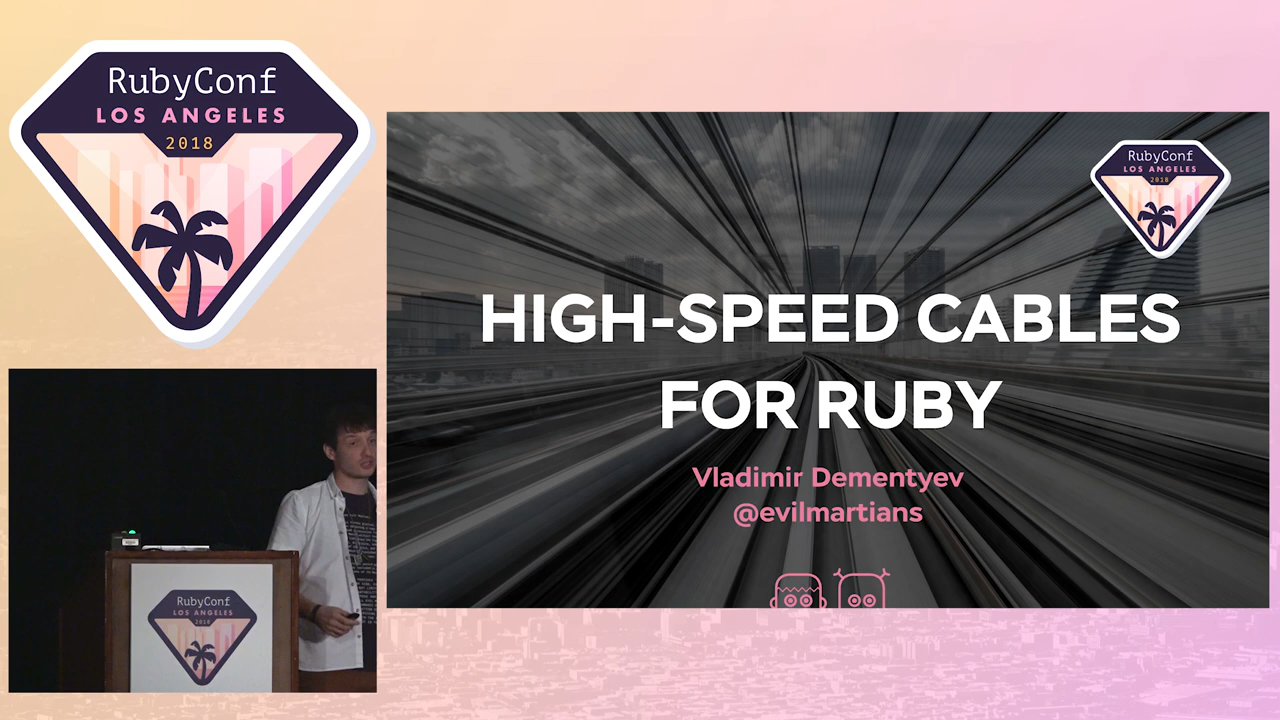 RubyConf
LOS ANGELES
2018
RubyConf
LOS ANGELES
2018
HIGH-SPEED CABLES
FOR RUBY
Vladimir Dementyev
@evilmartians
RubyConf
LOS ANGELES
2018